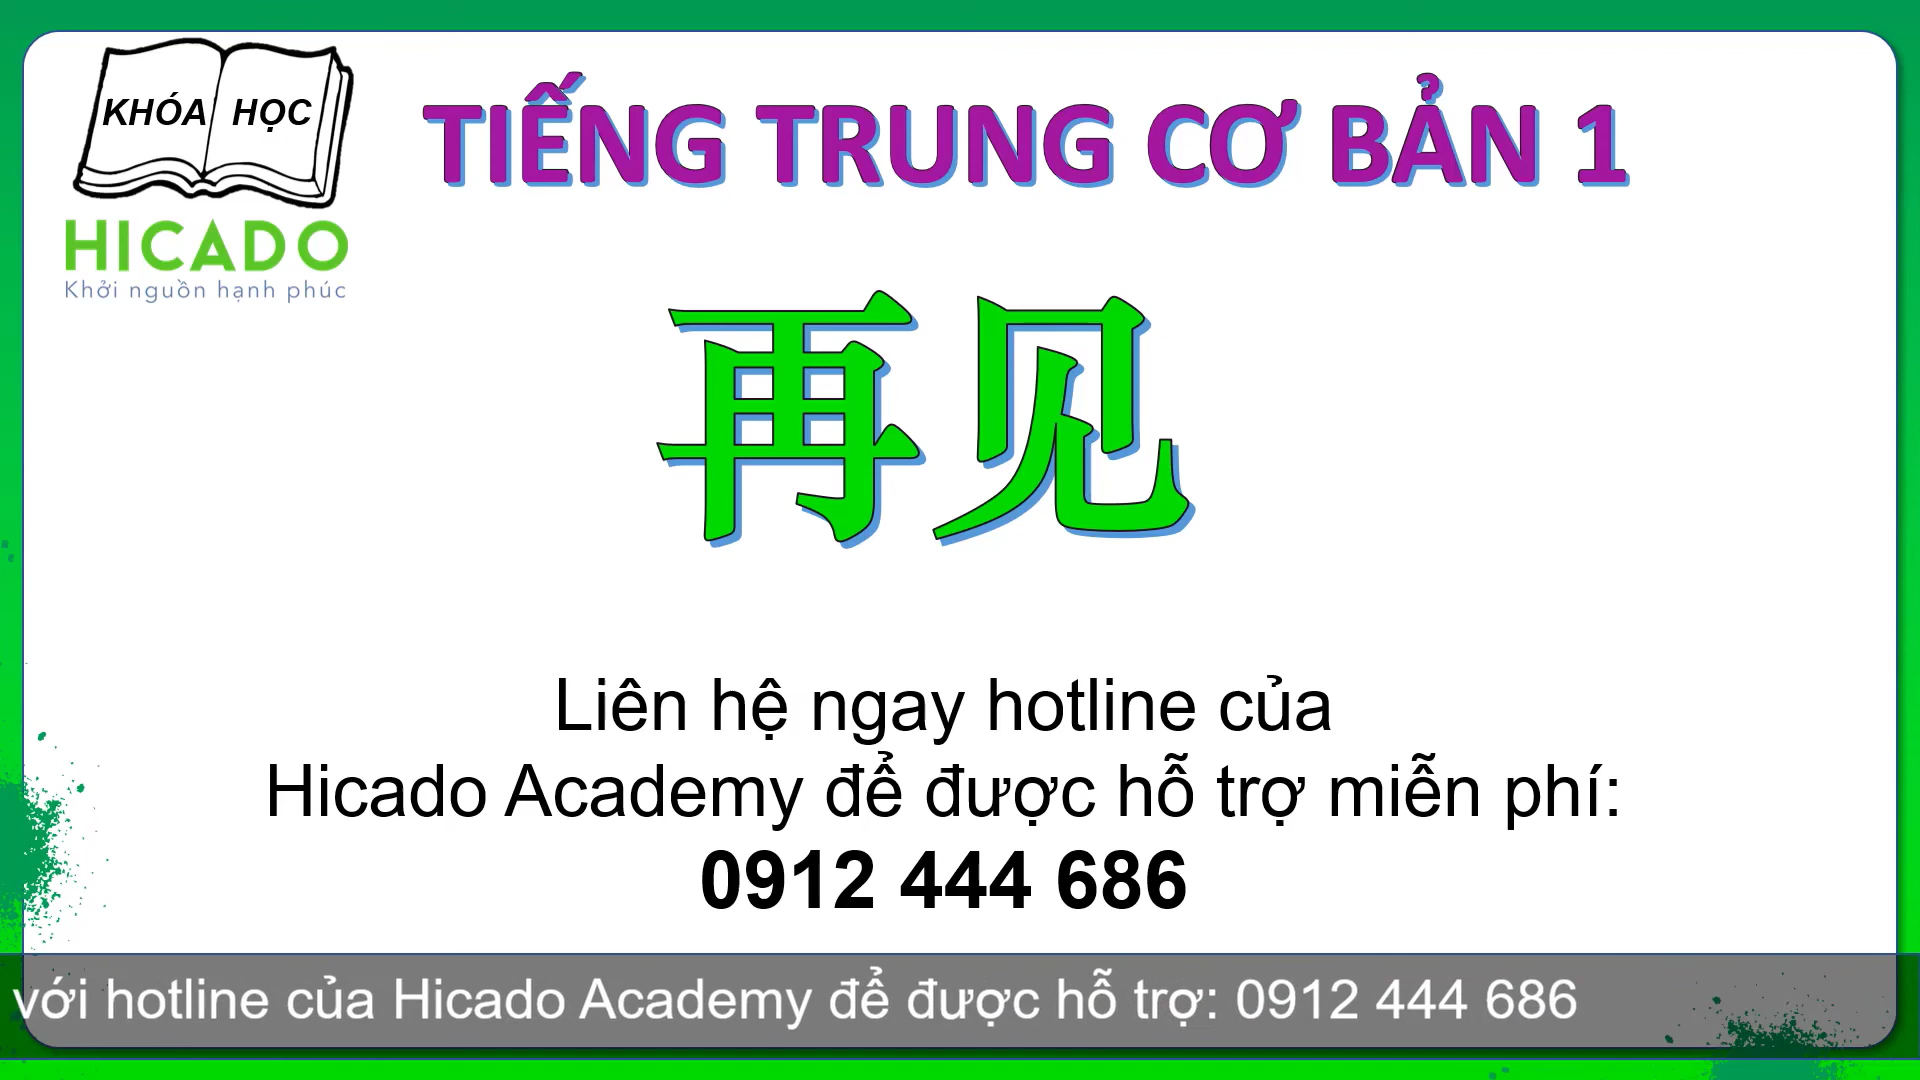 KHÓA HỌC
HICADO
Khởi nguồn hạnh phúc
TIẾNG TRUNG CƠ BẢN 1
再见
Liên hệ ngay hotline của
Hicado Academy để được hỗ trợ miễn phí:
0912 444 686
với hotline của Hicado Academy để được hỗ trợ: 0912 444 686